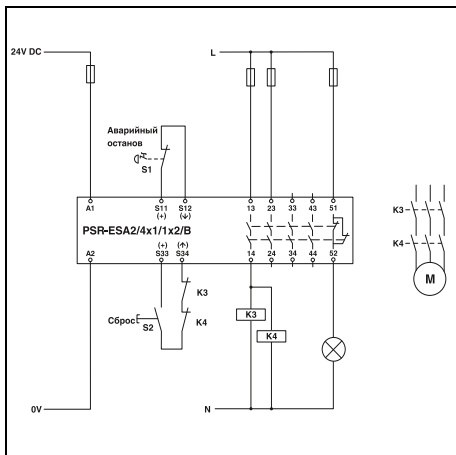 24V DC
L
Аварийный
останов
S1
A1
S11
(+)
S12
(↓)
13
23
33
43
51
PSR-ESA2/4x1/1x2/B
A2
(+)
S33
(↑)
S34
14
24
34
44
52
K3
K4
M
K3
K4
Сброс
S2
K3
K4
0V
N